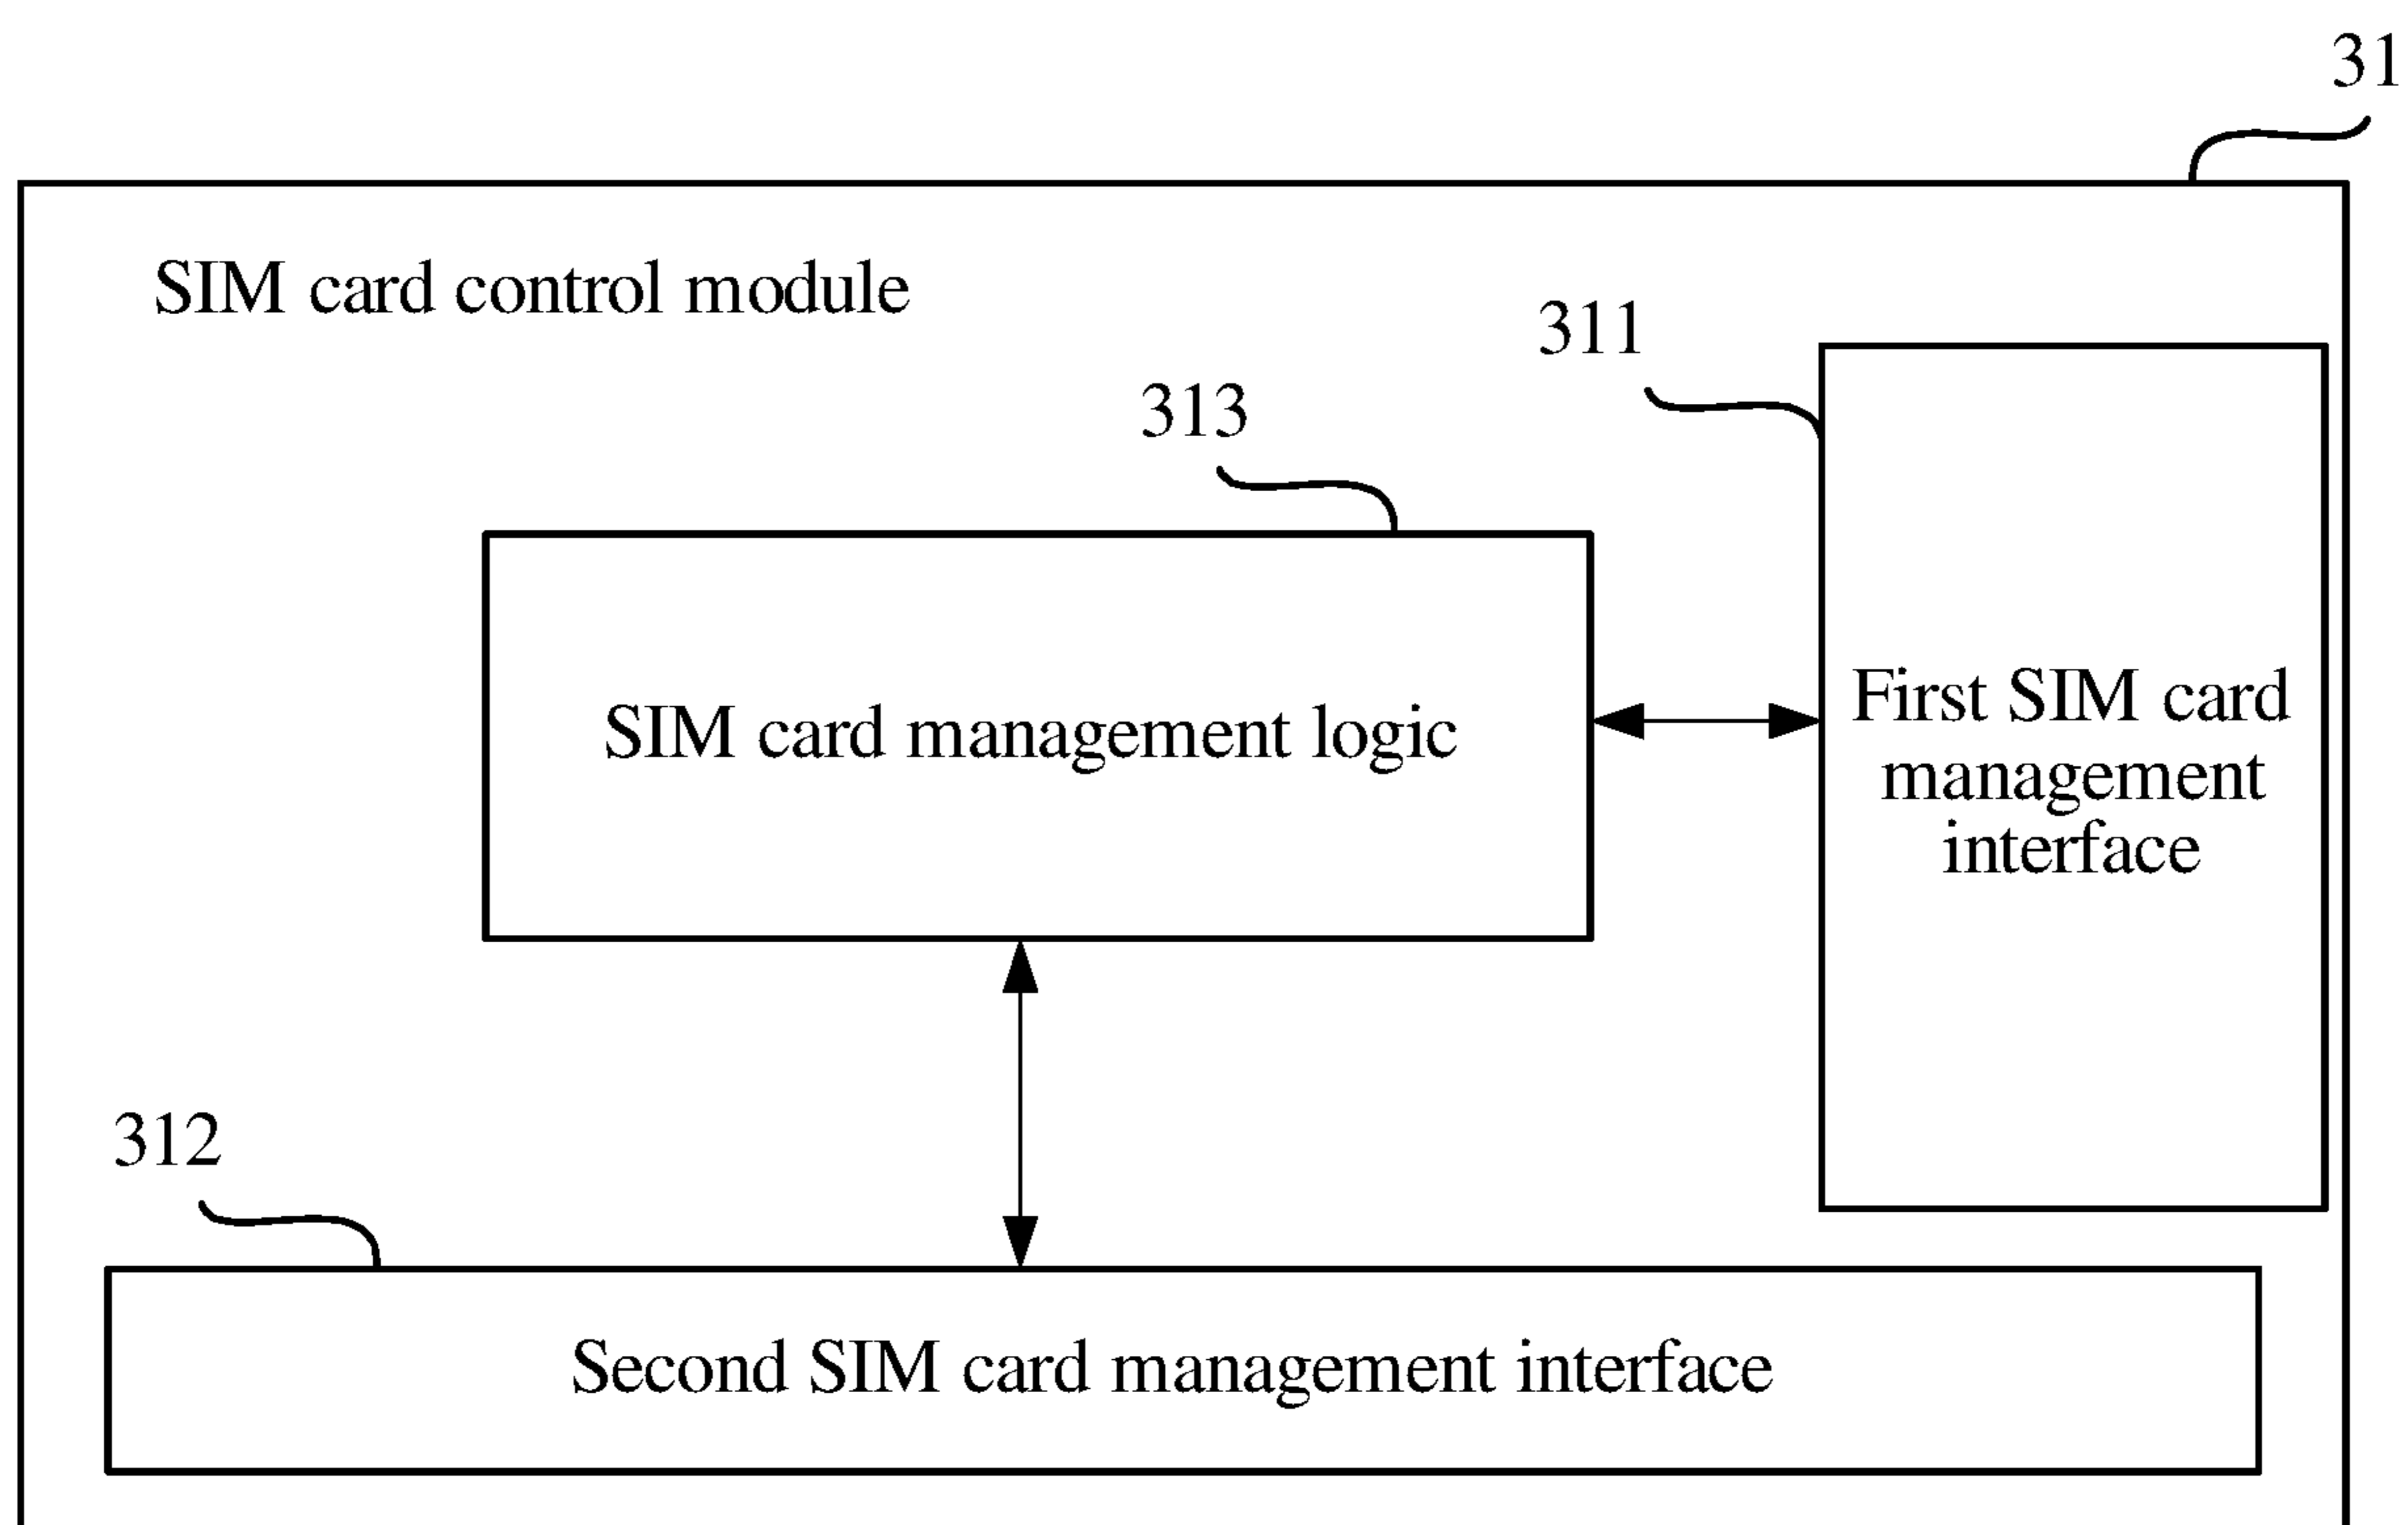 31
SIM card control module
311
313
SIM card management logic
First SIM card
management
interface
312
Second SIM card management interface